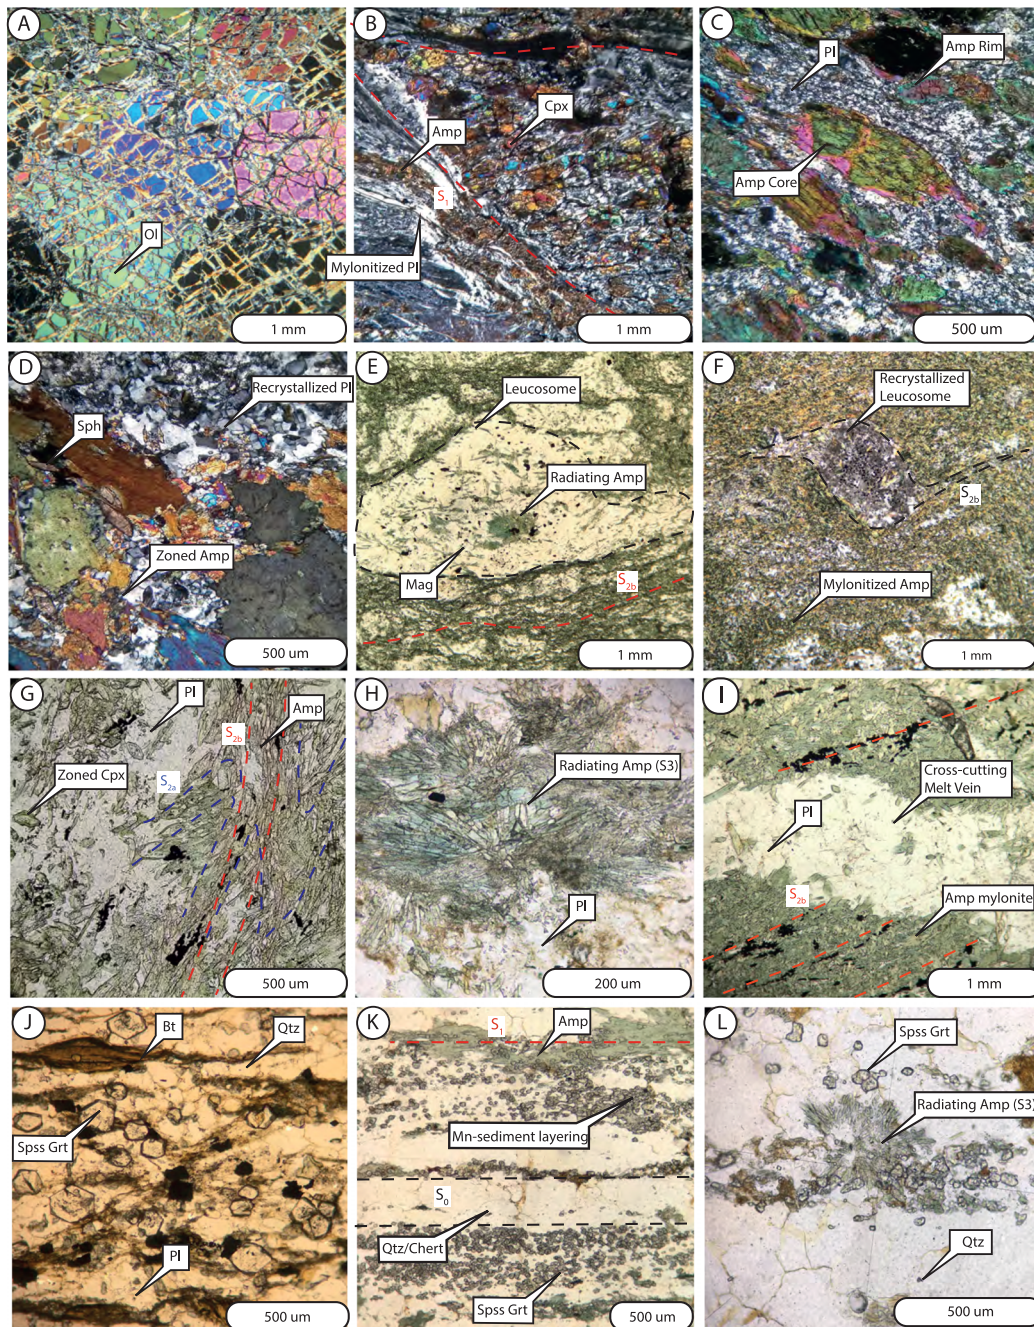 A
Ol
1 mm
B
Cpx
Amp
S1
Mylonitized Pl
1 mm
C
Pl
Amp Rim
Amp Core
500 um
D
Recrystallized Pl
Sph
Zoned Amp
500 um
E
Leucosome
Radiating Amp
Mag
S2b
1 mm
F
Recrystallized
Leucosome
S2b
Mylonitized Amp
1 mm
G
Pl
Amp
S2b
Zoned Cpx
S2a
500 um
H
Radiating Amp (S3)
Pl
200 um
I
Cross-cutting
Melt Vein
Pl
S2b
Amp mylonite
1 mm
J
Bt
Qtz
Spss Grt
Pl
500 um
K
S1
Amp
Mn-sediment layering
S0
Qtz/Chert
Spss Grt
500 um
L
Spss Grt
Radiating Amp (S3)
Qtz
500 um